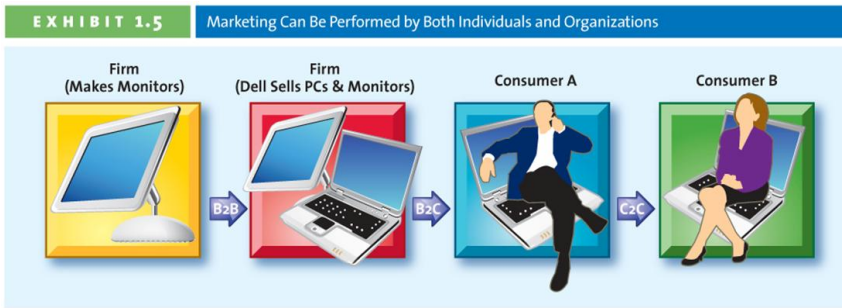 EXHIBIT 1.5
Marketing Can Be Performed by Both Individuals and Organizations
Firm
(Makes Monitors)
Firm
(Dell Sells PCs & Monitors)
Consumer A
Consumer B
B2B
B2C
C2C